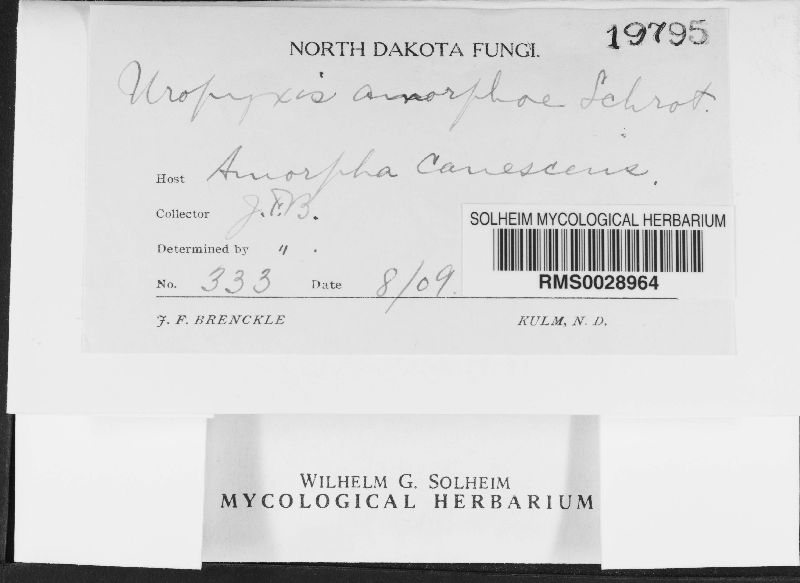 19795
NORTH DAKOTA FUNGI.
Uropyxis amorphoe Schrot.
Host Amorpha Canescens.
Collector J.F.B.
Determined by " .
No. 333 Date 8/09.
J. F. BRENCKLE KULM, N. D.
SOLHEIM MYCOLOGICAL HERBARIUM
RMS0028964
WILHELM G. SOLHEIM
MYCOLOGICAL HERBARIUM